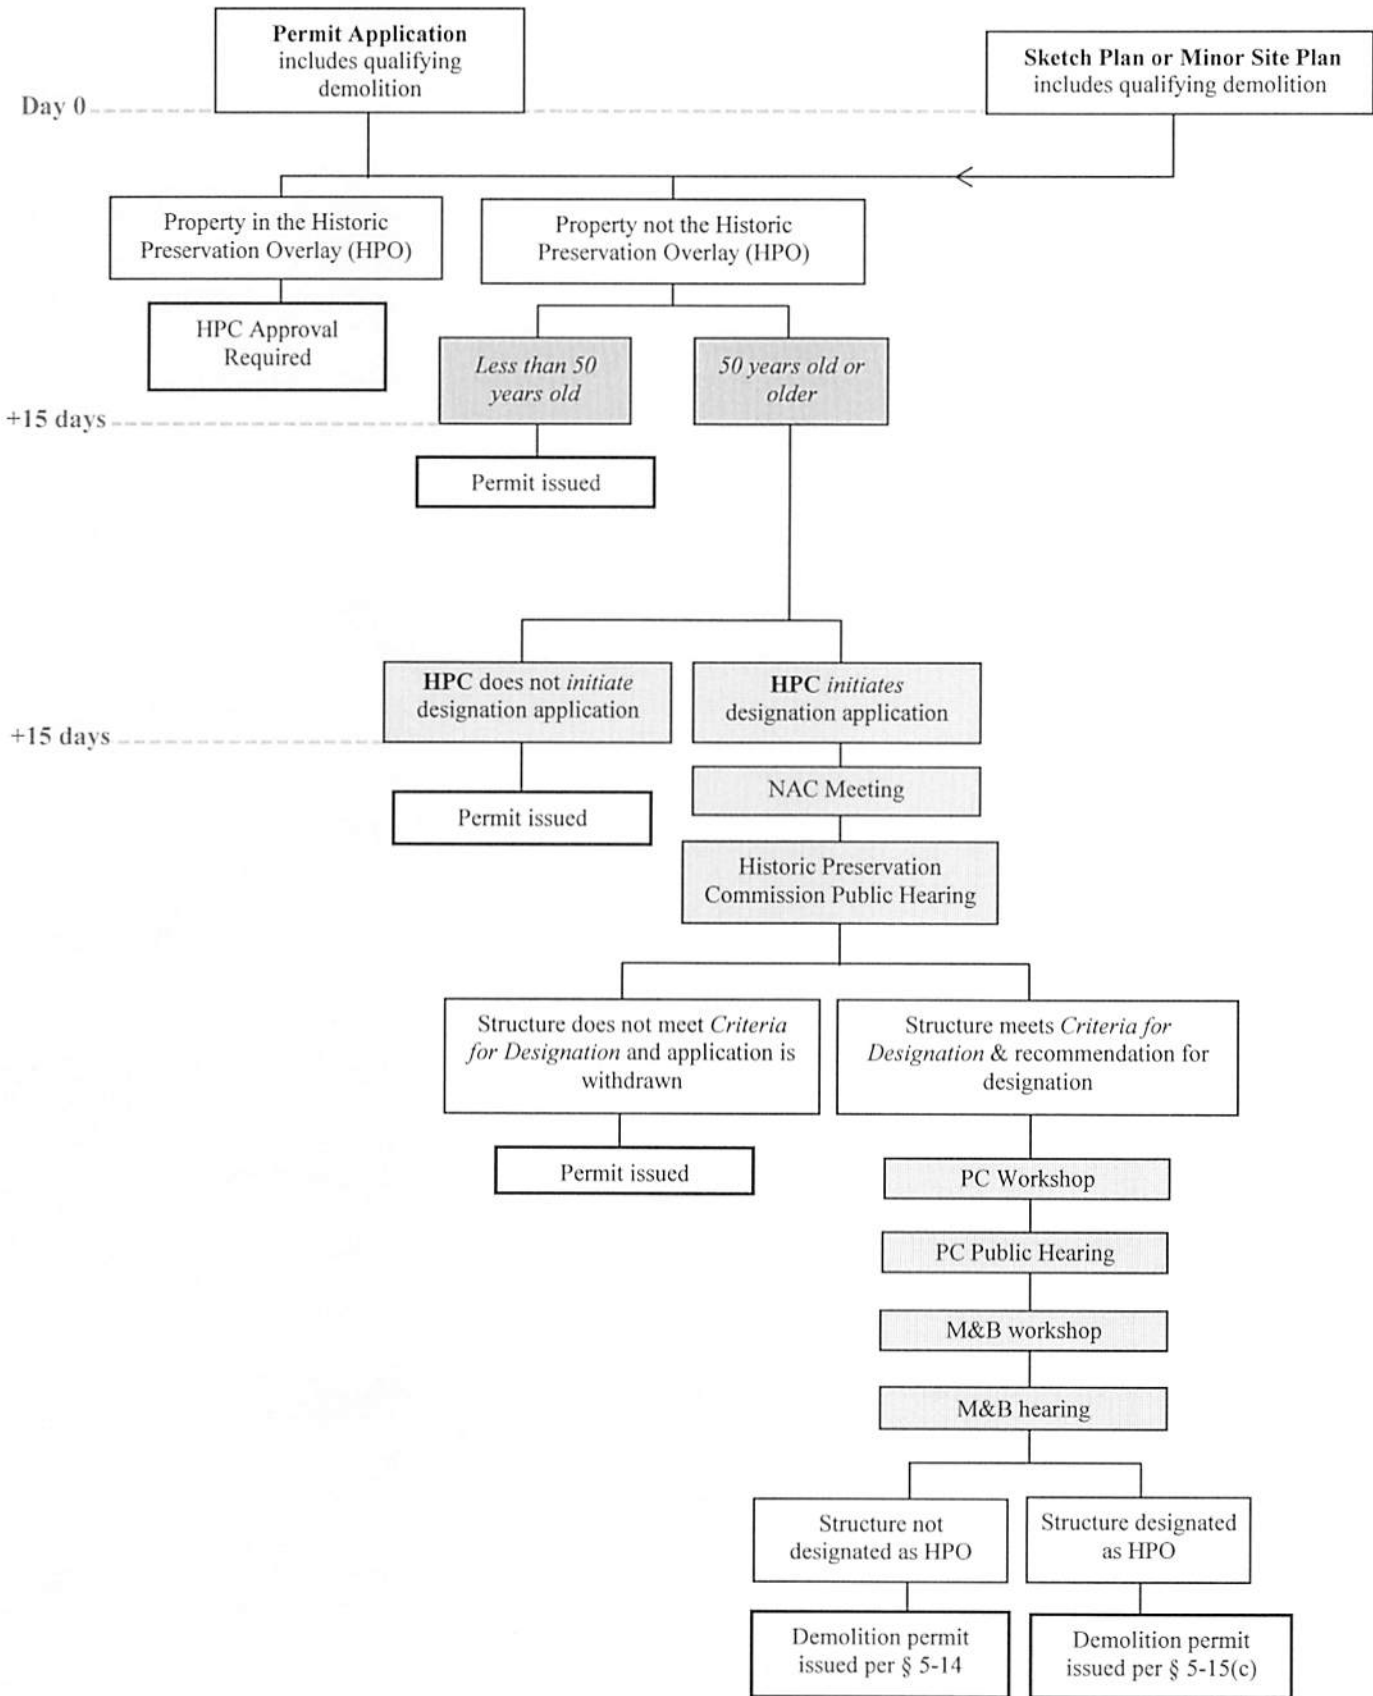 Permit Application
includes qualifying
demolition
Sketch Plan or Minor Site Plan
includes qualifying demolition
Day 0
Property in the Historic
Preservation Overlay (HPO)
Property not the Historic
Preservation Overlay (HPO)
HPC Approval
Required
Less than 50
years old
50 years old or
older
+15 days
Permit issued
HPC does not initiate
designation application
HPC initiates
designation application
+15 days
NAC Meeting
Permit issued
Historic Preservation
Commission Public Hearing
Structure does not meet Criteria
for Designation and application is
withdrawn
Structure meets Criteria for
Designation & recommendation for
designation
Permit issued
PC Workshop
PC Public Hearing
M&B workshop
M&B hearing
Structure not
designated as HPO
Structure designated
as HPO
Demolition permit
issued per § 5-14
Demolition permit
issued per § 5-15(c)